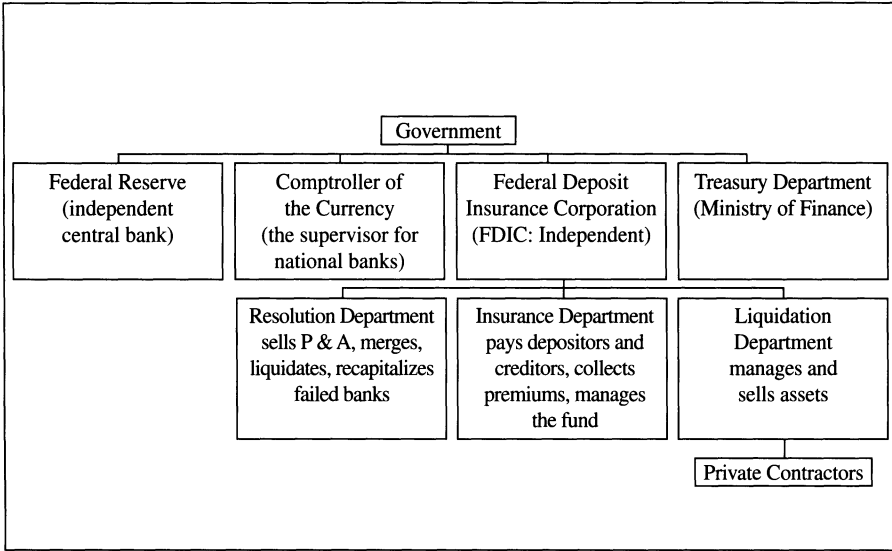 Government
Federal Reserve
(independent
central bank)
Comptroller of
the Currency
(the supervisor for
national banks)
Federal Deposit
Insurance Corporation
(FDIC: Independent)
Treasury Department
(Ministry of Finance)
Resolution Department
sells P & A, merges,
liquidates, recapitalizes
failed banks
Insurance Department
pays depositors and
creditors, collects
premiums, manages
the fund
Liquidation
Department
manages and
sells assets
Private Contractors